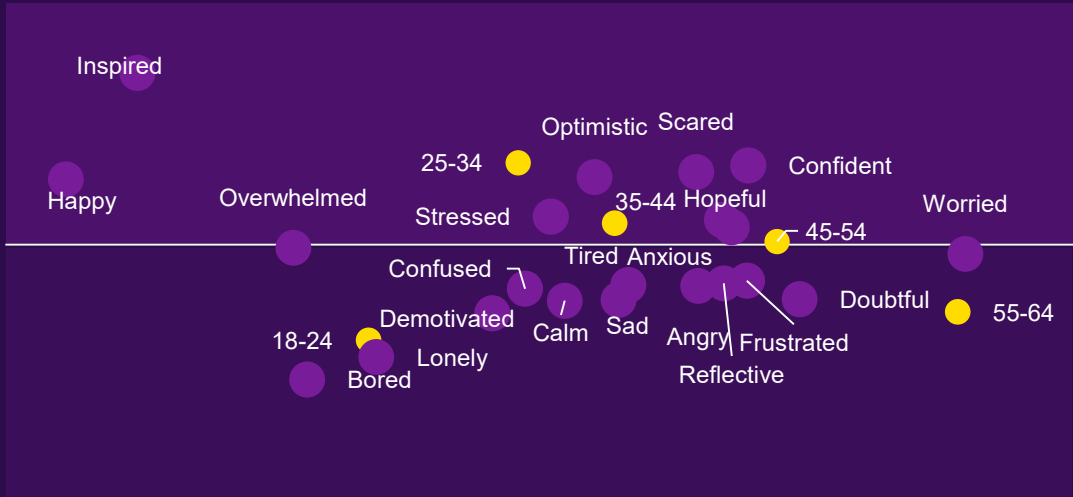 Inspired
Optimistic
Scared
25-34
Confident
Happy
Overwhelmed
Stressed
35-44
Hopeful
Worried
45-54
Tired
Anxious
Confused
Demotivated
Calm
Sad
Doubtful
55-64
18-24
Lonely
Angry
Frustrated
Bored
Reflective